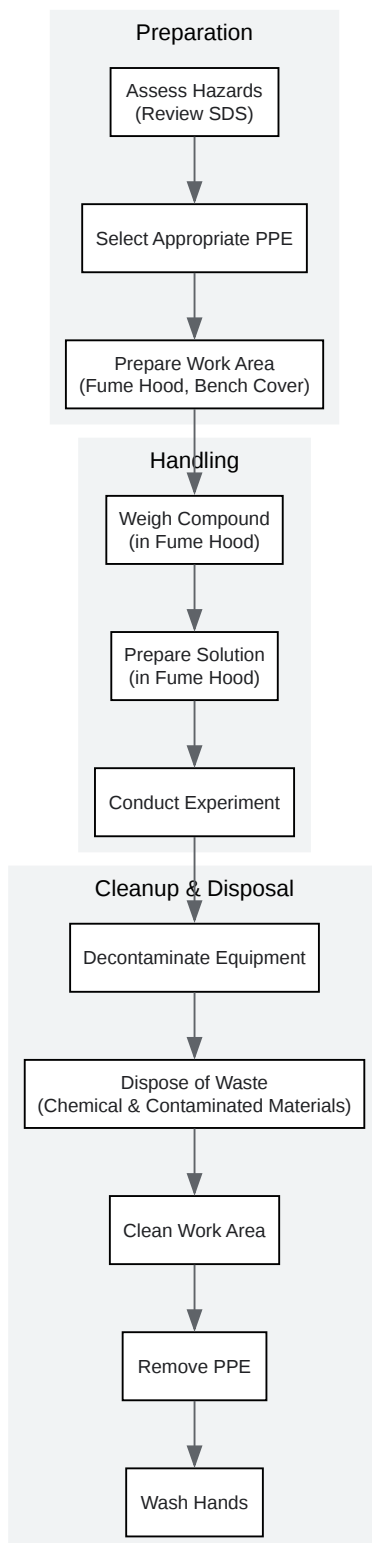 Preparation
Assess Hazards
(Review SDS)
Select Appropriate PPE
Prepare Work Area
(Fume Hood, Bench Cover)
Handling
Weigh Compound
(in Fume Hood)
Prepare Solution
(in Fume Hood)
Conduct Experiment
Cleanup & Disposal
Decontaminate Equipment
Dispose of Waste
(Chemical & Contaminated Materials)
Clean Work Area
Remove PPE
Wash Hands